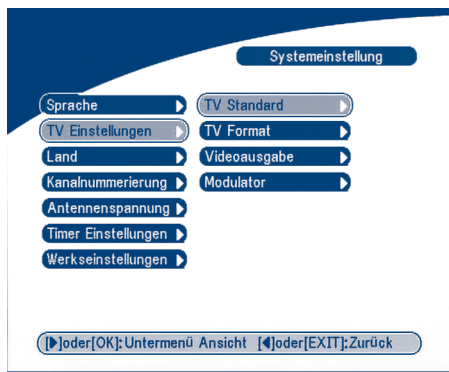 Systemeinstellung
Sprache
TV Einstellungen
Land
Kanalnummerierung
Antennenspannung
Timer Einstellungen
Werkseinstellungen
TV Standard
TV Format
Videoausgabe
Modulator
[▶]oder[OK]:Untermenü Ansicht [◀]oder[EXIT]:Zurück